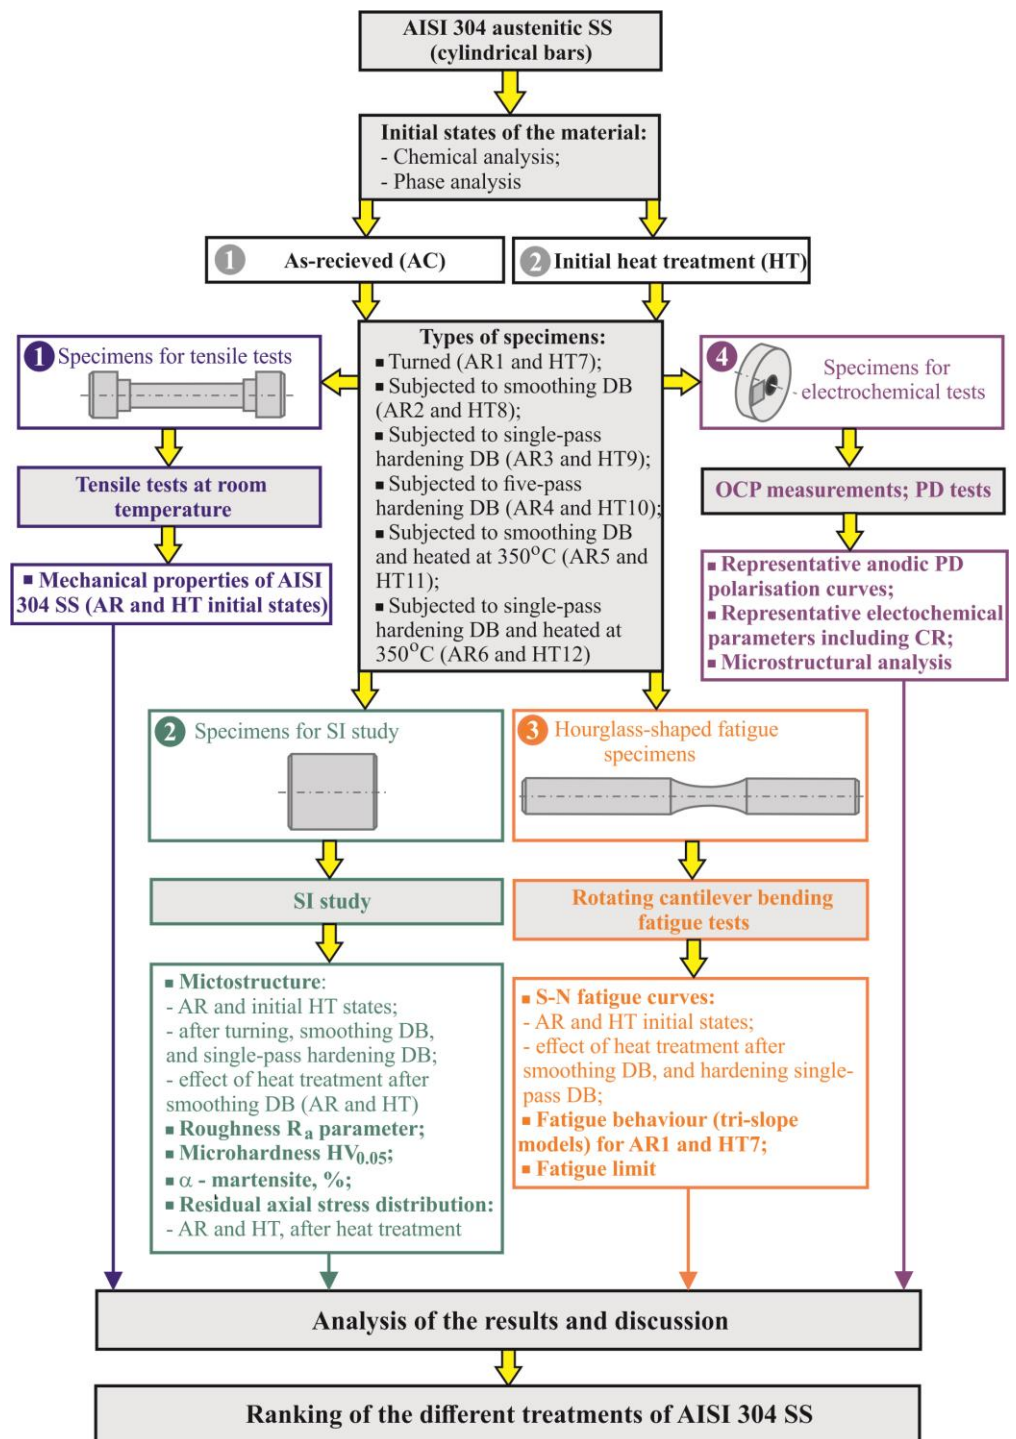 AISI 304 austenitic SS
(cylindrical bars)
Initial states of the material:
- Chemical analysis;
- Phase analysis
1 As-recieved (AC)
2 Initial heat treatment (HT)
Types of specimens:
▪ Turned (AR1 and HT7);
▪ Subjected to smoothing DB
(AR2 and HT8);
▪ Subjected to single-pass
hardening DB (AR3 and HT9);
▪ Subjected to five-pass
hardening DB (AR4 and HT10);
▪ Subjected to smoothing DB
and heated at 350°C (AR5 and
HT11);
▪ Subjected to single-pass
hardening DB and heated at
350°C (AR6 and HT12)
1 Specimens for tensile tests
Tensile tests at room
temperature
▪ Mechanical properties of AISI
304 SS (AR and HT initial states)
4 Specimens for
electrochemical tests
OCP measurements; PD tests
▪ Representative anodic PD
polarisation curves;
▪ Representative electochemical
parameters including CR;
▪ Microstructural analysis
2 Specimens for SI study
SI study
▪ Mictostructure:
- AR and initial HT states;
- after turning, smoothing DB,
and single-pass hardening DB;
- effect of heat treatment after
smoothing DB (AR and HT)
▪ Roughness Ra parameter;
▪ Microhardness HV0.05;
▪ α - martensite, %;
▪ Residual axial stress distribution:
- AR and HT, after heat treatment
3 Hourglass-shaped fatigue
specimens
Rotating cantilever bending
fatigue tests
▪ S-N fatigue curves:
- AR and HT initial states;
- effect of heat treatment after
smoothing DB, and hardening single-
pass DB;
▪ Fatigue behaviour (tri-slope
models) for AR1 and HT7;
▪ Fatigue limit
Analysis of the results and discussion
Ranking of the different treatments of AISI 304 SS